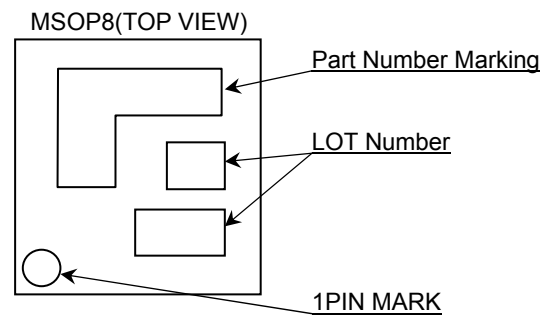 MSOP8(TOP VIEW)
Part Number Marking
LOT Number
1PIN MARK